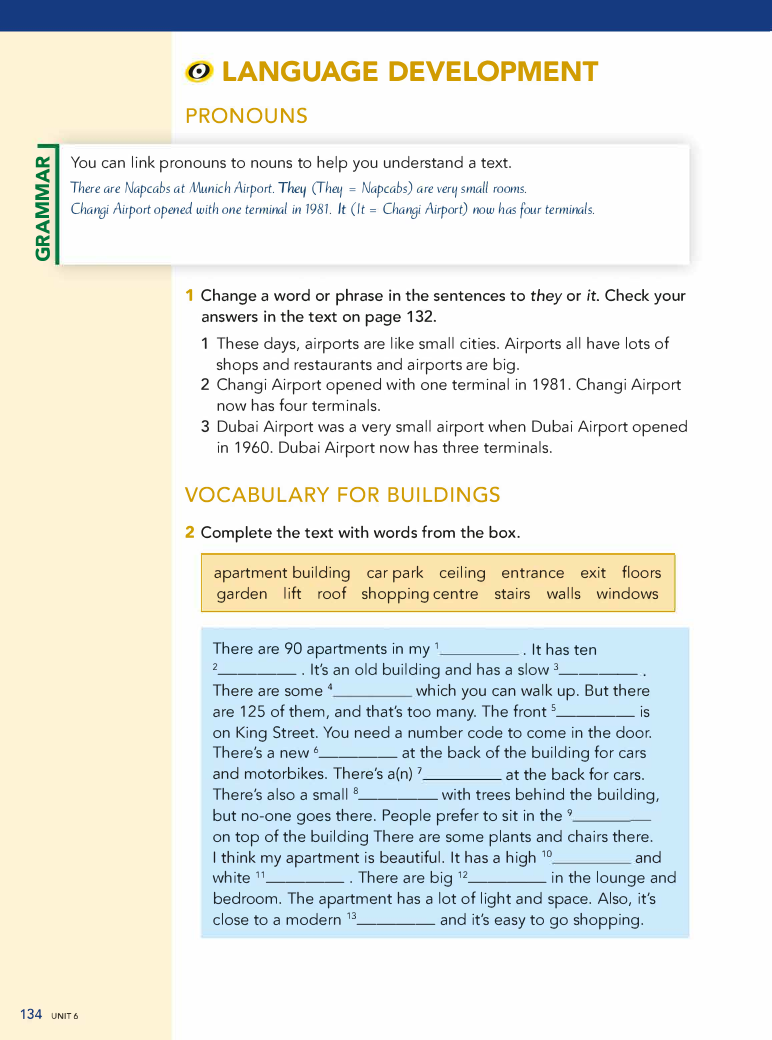 LANGUAGE DEVELOPMENT
PRONOUNS
GRAMMAR
You can link pronouns to nouns to help you understand a text.
There are Napcabs at Munich Airport. They (They = Napcabs) are very small rooms.
Changi Airport opened with one terminal in 1981. It (It = Changi Airport) now has four terminals.
1 Change a word or phrase in the sentences to they or it. Check your
answers in the text on page 132.
1 These days, airports are like small cities. Airports all have lots of
shops and restaurants and airports are big.
2 Changi Airport opened with one terminal in 1981. Changi Airport
now has four terminals.
3 Dubai Airport was a very small airport when Dubai Airport opened
in 1960. Dubai Airport now has three terminals.
VOCABULARY FOR BUILDINGS
2 Complete the text with words from the box.
apartment building car park ceiling entrance exit floors
garden lift roof shopping centre stairs walls windows
There are 90 apartments in my 1__________ . It has ten
2__________ . It's an old building and has a slow 3__________ .
There are some 4__________ which you can walk up. But there
are 125 of them, and that's too many. The front 5__________ is
on King Street. You need a number code to come in the door.
There's a new 6__________ at the back of the building for cars
and motorbikes. There's a(n) 7__________ at the back for cars.
There's also a small 8__________ with trees behind the building,
but no-one goes there. People prefer to sit in the 9__________
on top of the building There are some plants and chairs there.
I think my apartment is beautiful. It has a high 10__________ and
white 11__________ . There are big 12__________ in the lounge and
bedroom. The apartment has a lot of light and space. Also, it's
close to a modern 13__________ and it's easy to go shopping.
134 UNIT 6